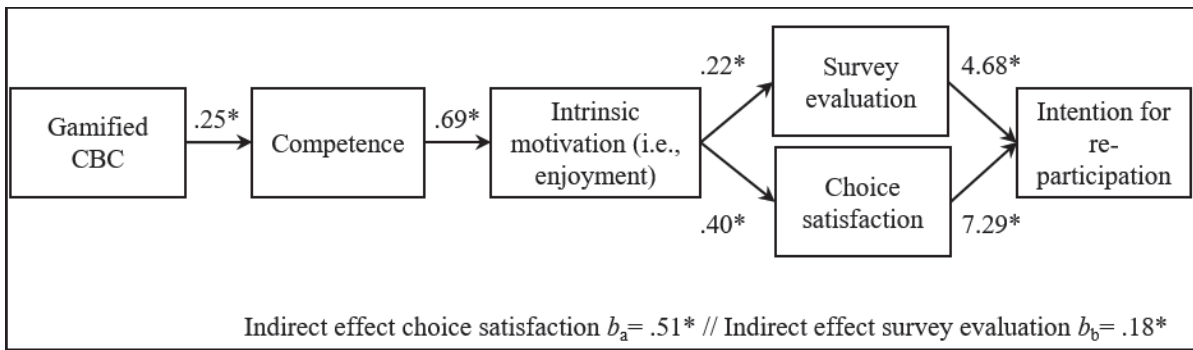 Gamified
CBC
.25*
Competence
.69*
Intrinsic
motivation (i.e.,
enjoyment)
.22*
.40*
Survey
evaluation
Choice
satisfaction
4.68*
7.29*
Intention for
re-
participation
Indirect effect choice satisfaction bₐ= .51* // Indirect effect survey evaluation b_b= .18*